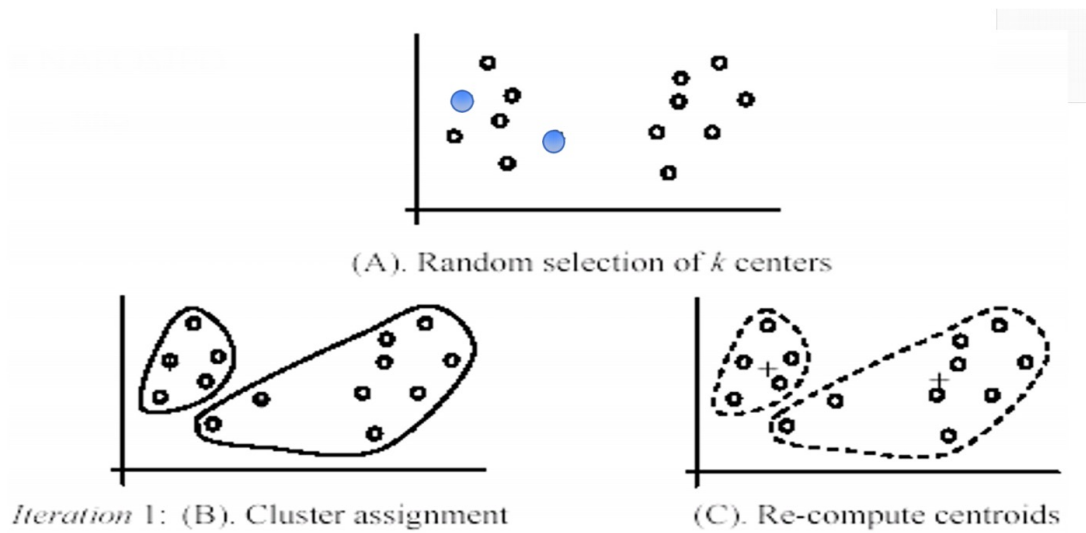 (A). Random selection of k centers
Iteration 1: (B). Cluster assignment
(C). Re-compute centroids